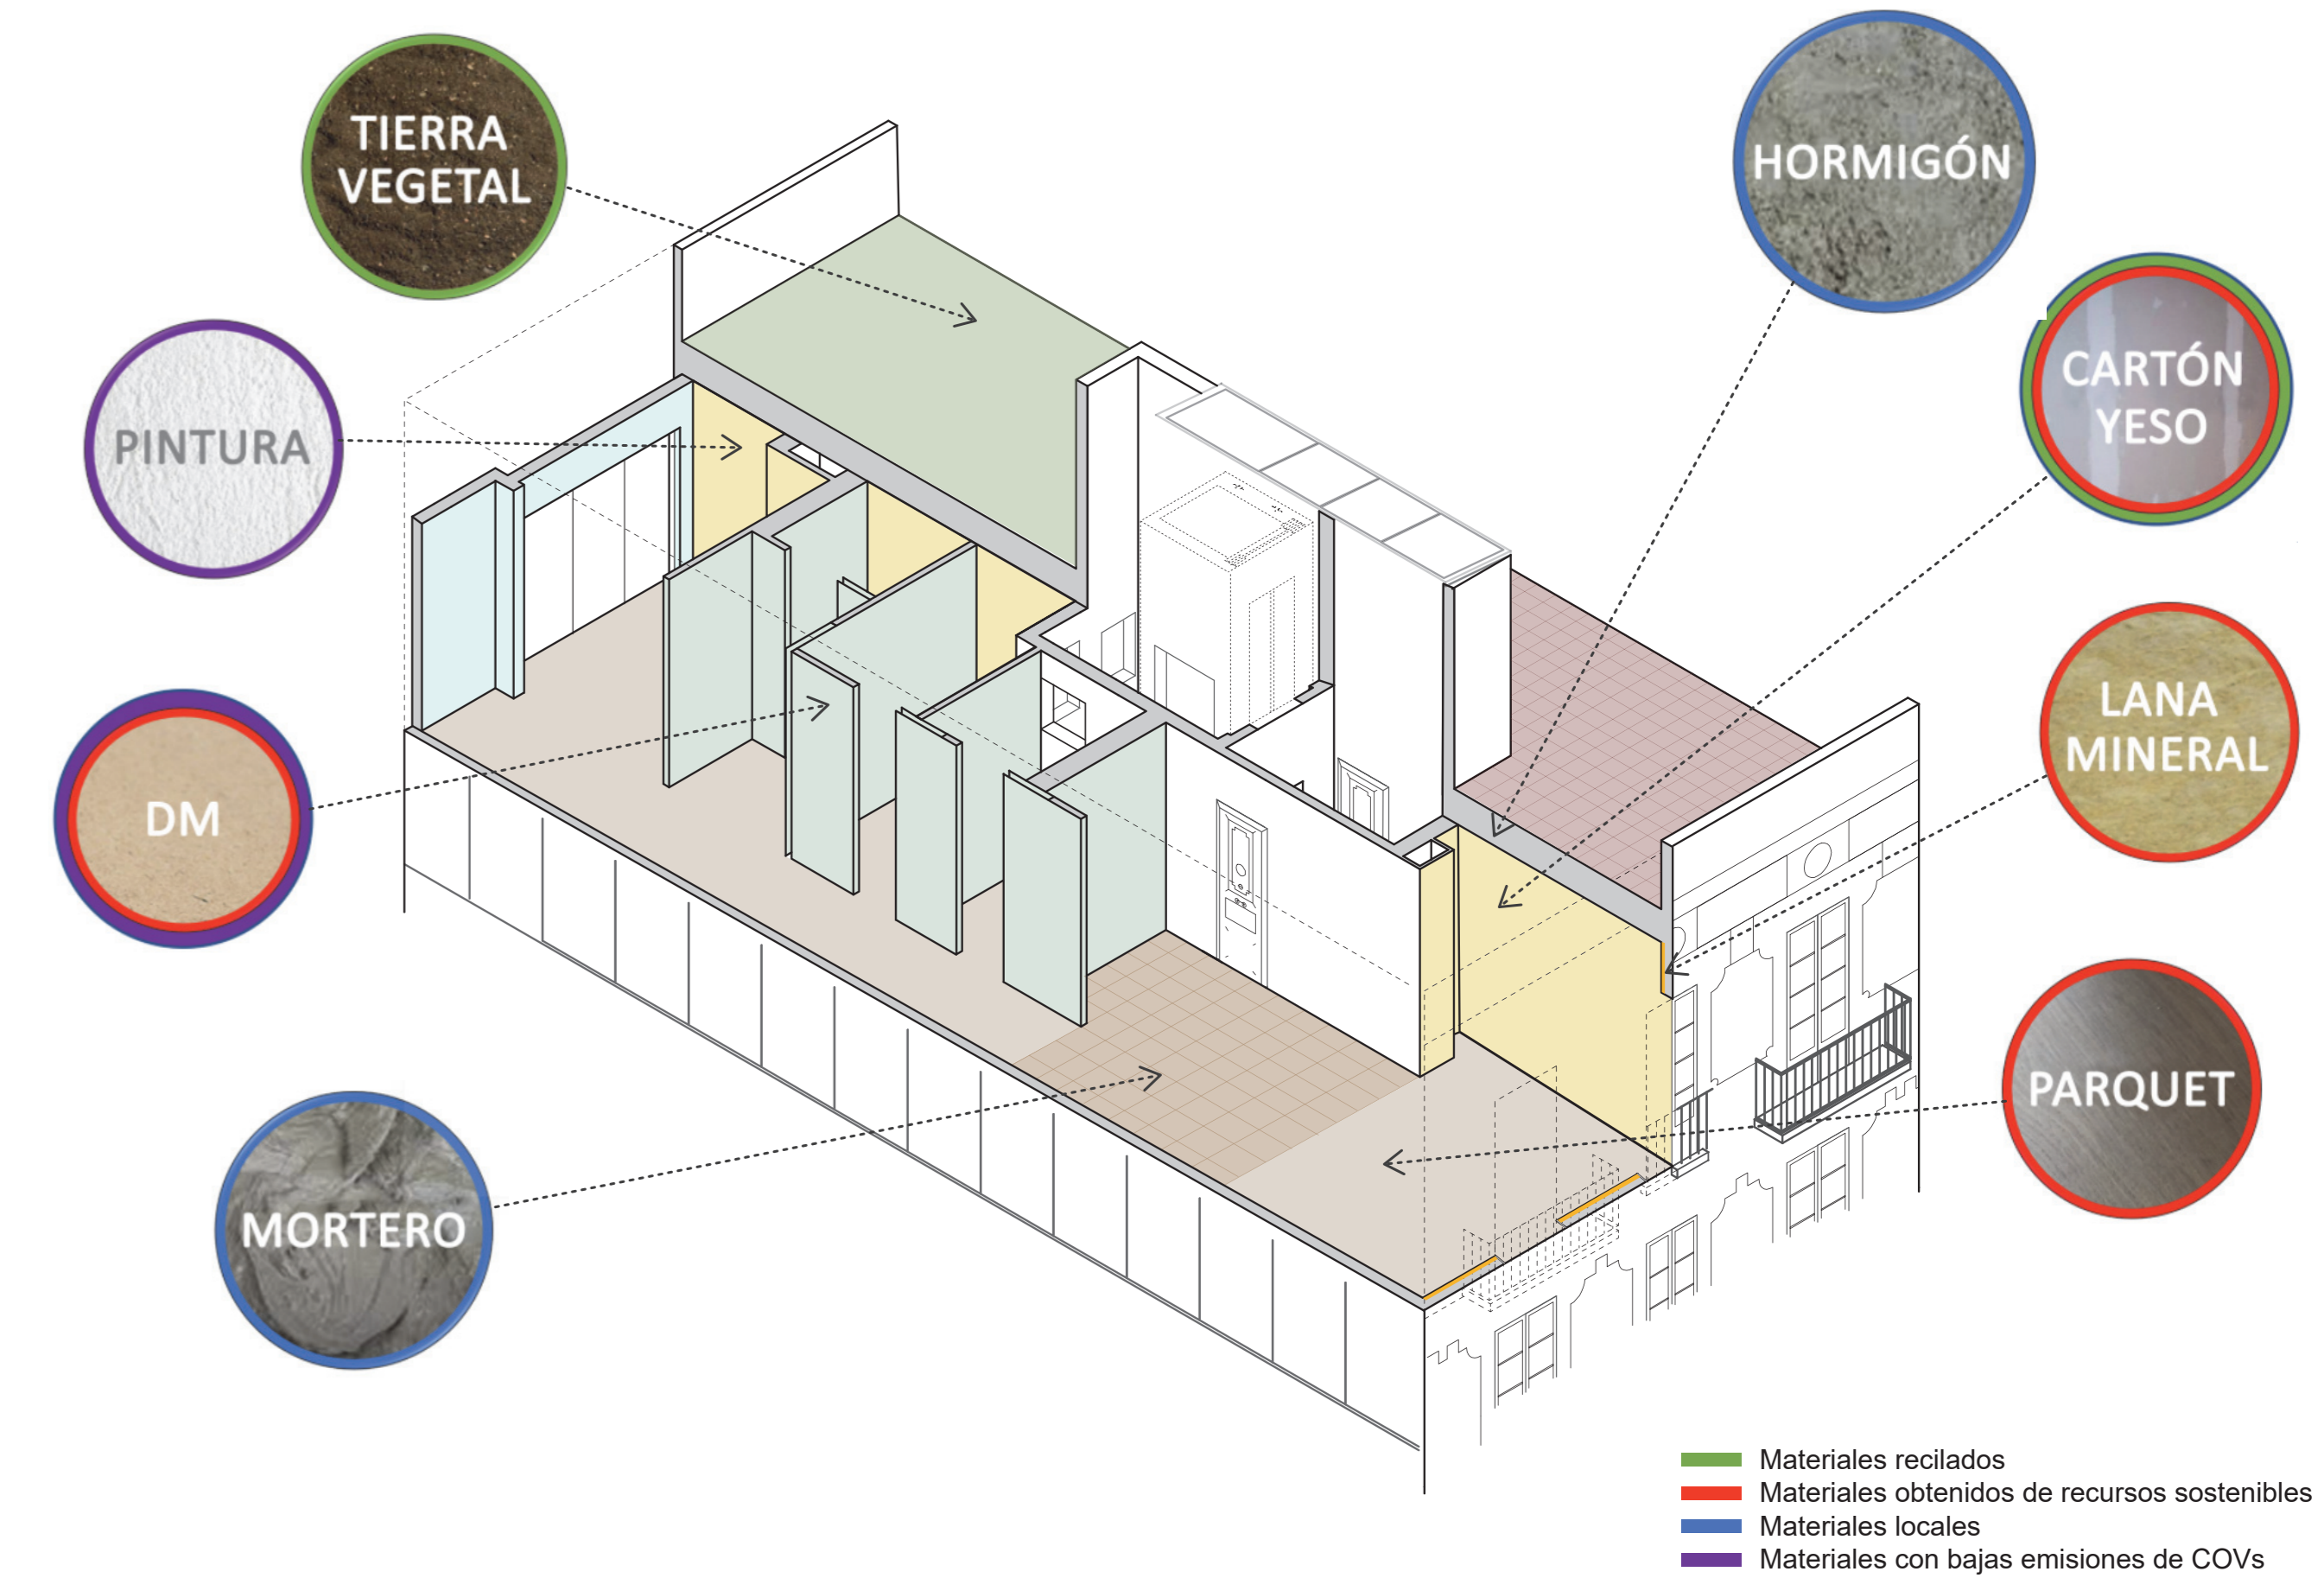 TIERRA
VEGETAL
HORMIGÓN
PINTURA
CARTÓN
YESO
DM
LANA
MINERAL
MORTERO
PARQUET
Materiales recilados
Materiales obtenidos de recursos sostenibles
Materiales locales
Materiales con bajas emisiones de COVs